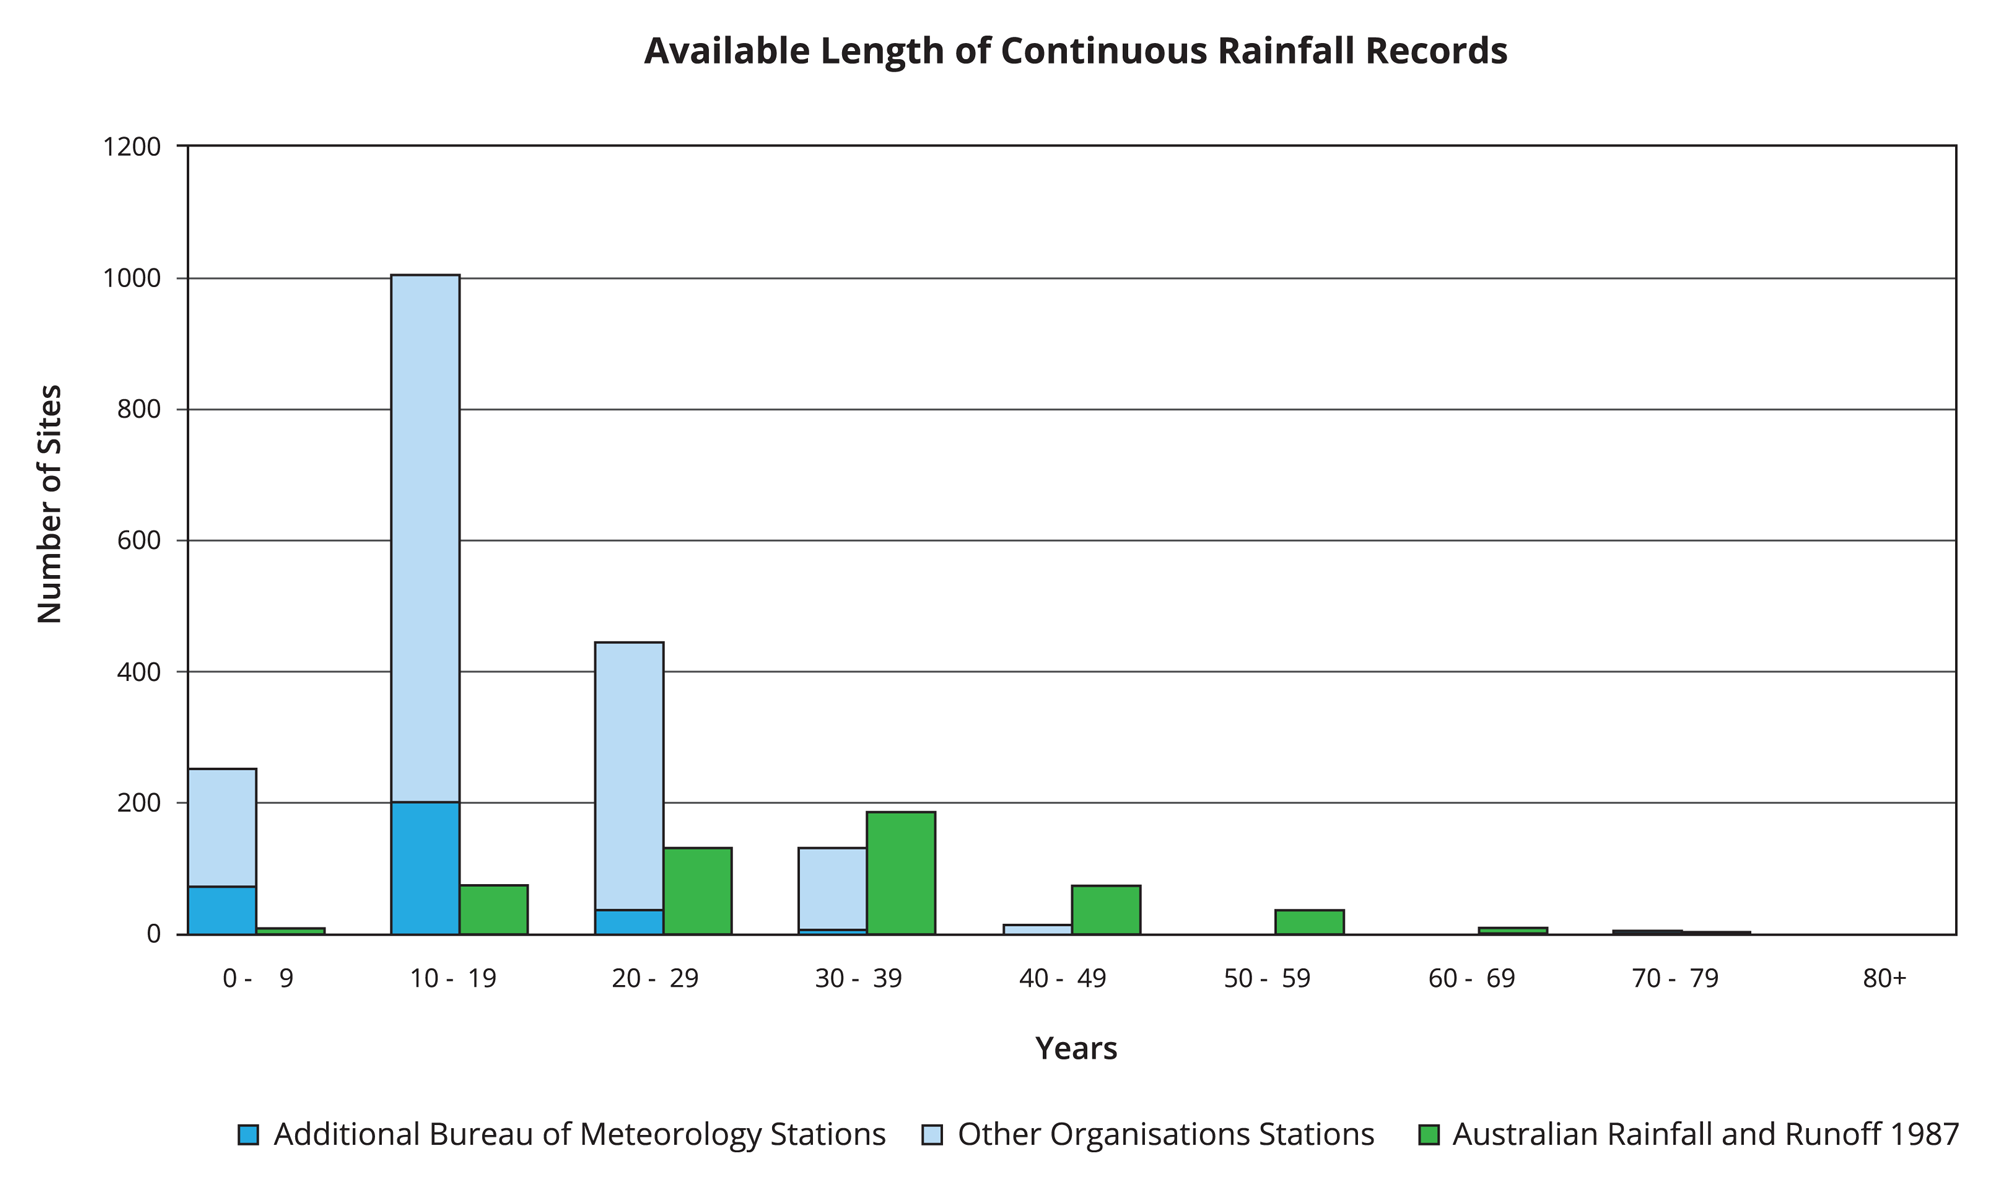 Available Length of Continuous Rainfall Records
1200
1000
800
600
400
200
0
Number of Sites
0 - 9
10 - 19
20 - 29
30 - 39
40 - 49
50 - 59
60 - 69
70 - 79
80+
Years
Additional Bureau of Meteorology Stations
Other Organisations Stations
Australian Rainfall and Runoff 1987